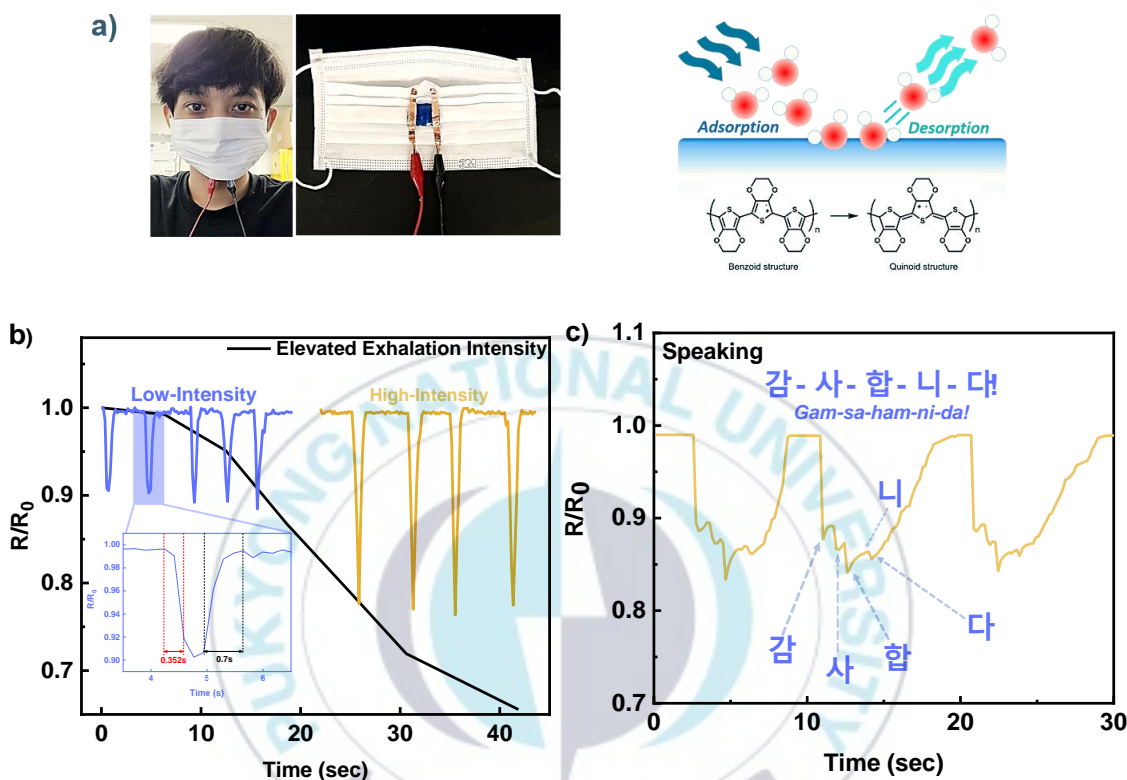 a)
Adsorption
Desorption
S S S n
O O O O O O
Benzoid structure
S S S n
O O O O O O
Quinoid structure
b)
Elevated Exhalation Intensity
Low-Intensity
High-Intensity
R/R0
1.0
0.9
0.8
0.7
0 10 20 30 40
Time (sec)
R/R0
1.00
0.98
0.96
0.94
0.92
0.90
0.352s
0.7s
4 5 6
Time (s)
c)
Speaking
감 - 사 - 합 - 니 - 다!
Gam-sa-ham-ni-da!
니
감
사
합
다
R/R0
1.1
1.0
0.9
0.8
0.7
0 10 20 30
Time (sec)
PUKYONG NATIONAL UNIVERSITY